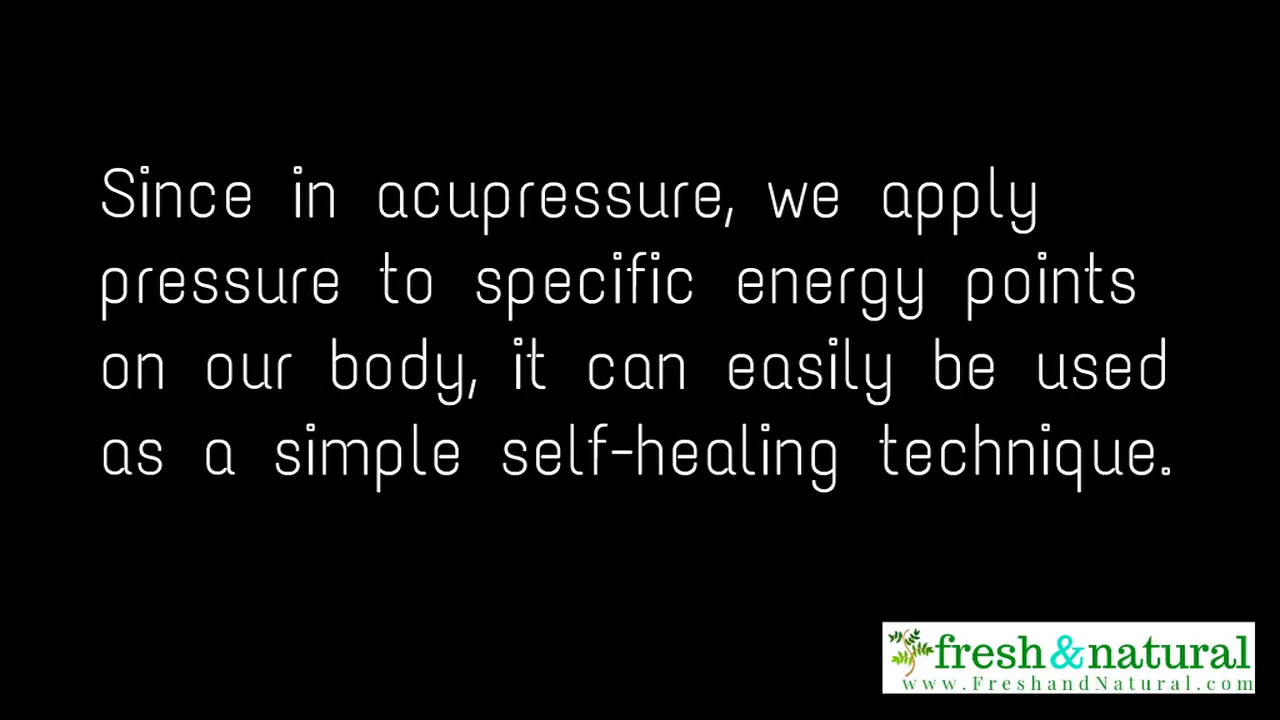 Since in acupressure, we apply
pressure to specific energy points
on our body, it can easily be used
as a simple self-healing technique.
fresh&natural
www.FreshandNatural.com